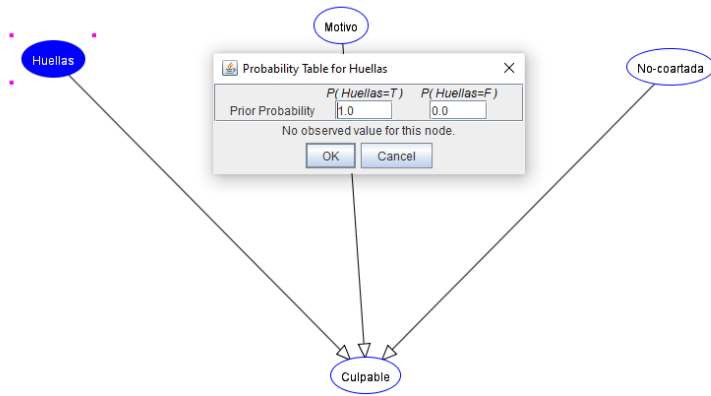 Motivo
Huellas
No-coartada
Probability Table for Huellas
P( Huellas=T ) P( Huellas=F )
Prior Probability 1.0 0.0
No observed value for this node.
OK Cancel
Culpable